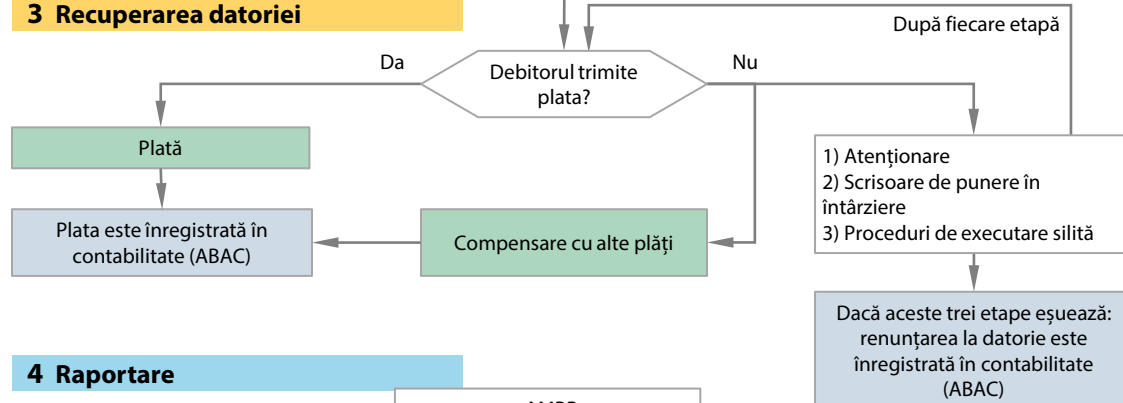 3 Recuperarea datoriei
După fiecare etapă
Da
Debitorul trimite
plata?
Nu
Plată
1) Atenționare
2) Scrisoare de punere în
întârziere
3) Proceduri de executare silită
Plata este înregistrată în
contabilitate (ABAC)
Compensare cu alte plăți
Dacă aceste trei etape eșuează:
renunțarea la datorie este
înregistrată în contabilitate
(ABAC)
4 Raportare